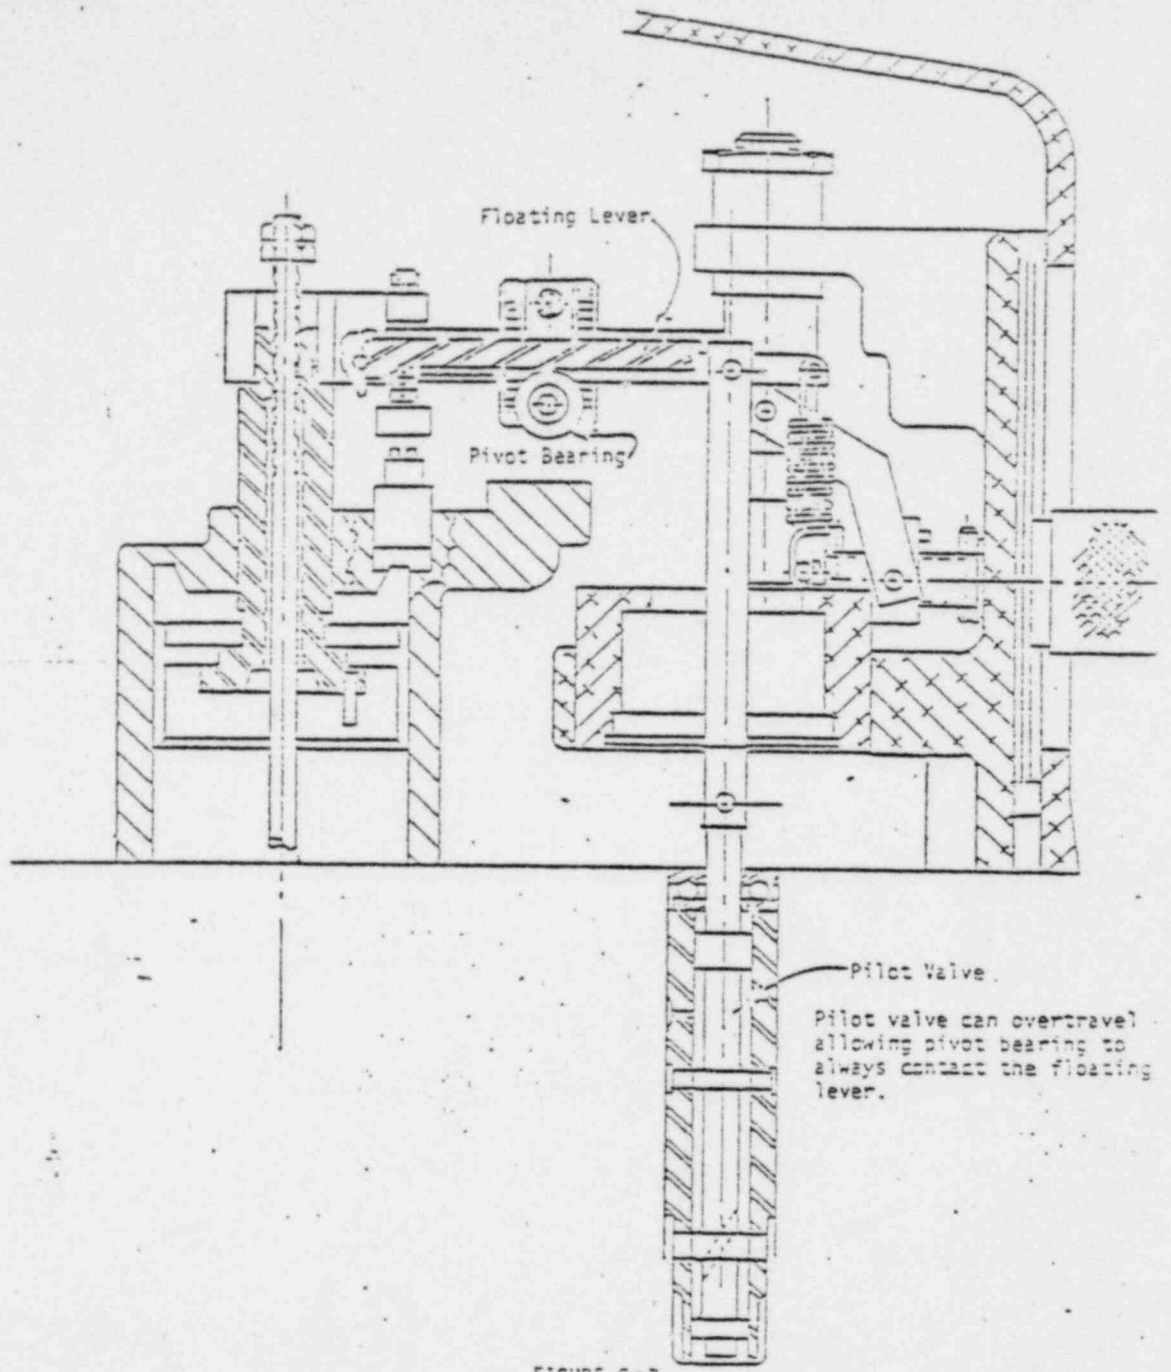 Floating Lever
Pivot Bearing
Pilot Valve
Pilot valve can overtravel
allowing pivot bearing to
always contact the floating
lever.
FIGURE